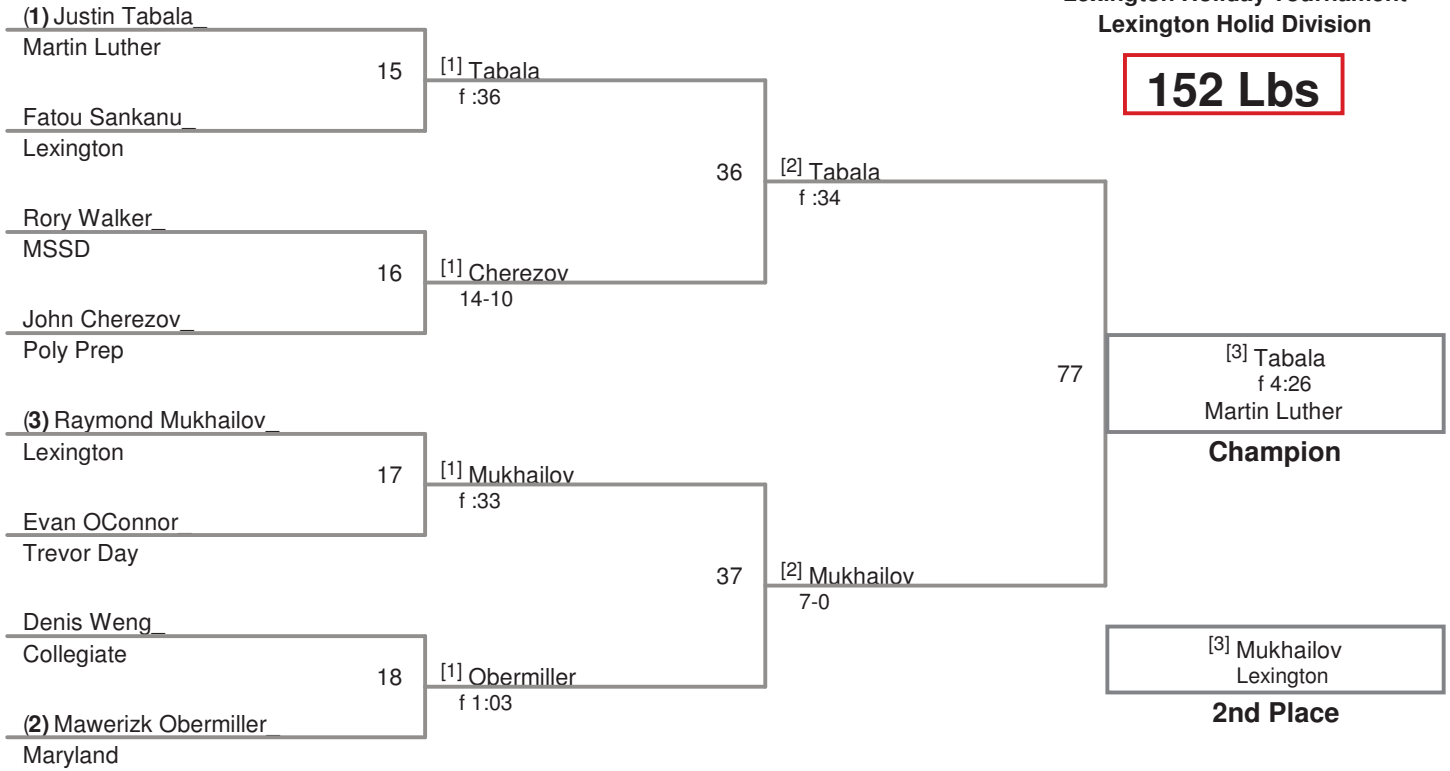 Lexington Holiday Tournament
Lexington Holid Division
152 Lbs
(1) Justin Tabala_
Martin Luther
15
[1] Tabala
f :36
Fatou Sankanu_
Lexington
36
[2] Tabala
f :34
Rory Walker_
MSSD
16
[1] Cherezov
14-10
John Cherezov_
Poly Prep
77
[3] Tabala
f 4:26
Martin Luther
Champion
(3) Raymond Mukhailov_
Lexington
17
[1] Mukhailov
f :33
Evan OConnor_
Trevor Day
37
[2] Mukhailov
7-0
Denis Weng_
Collegiate
18
[1] Obermiller
f 1:03
(2) Mawerizk Obermiller_
Maryland
[3] Mukhailov
Lexington
2nd Place